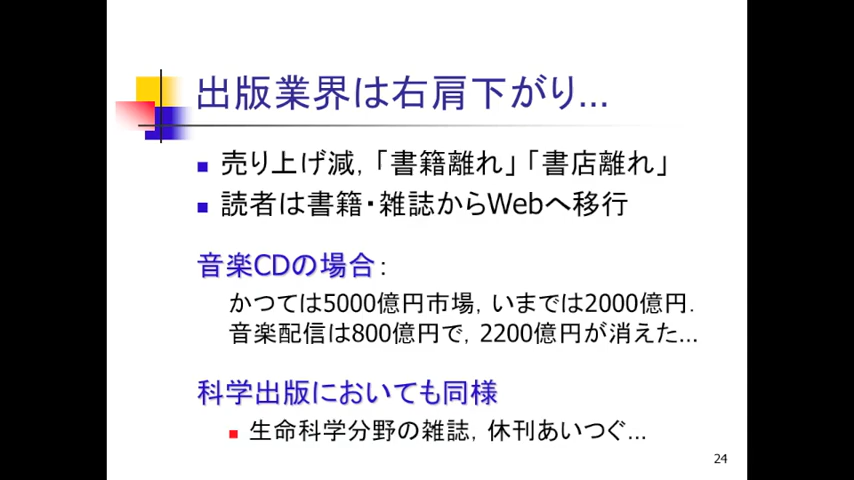 出版業界は右肩下がり...
売り上げ減，「書籍離れ」「書店離れ」
読者は書籍・雑誌からWebへ移行
音楽CDの場合：
かつては5000億円市場，いまでは2000億円．
音楽配信は800億円で，2200億円が消えた...
科学出版においても同様
生命科学分野の雑誌，休刊あいつぐ...
24